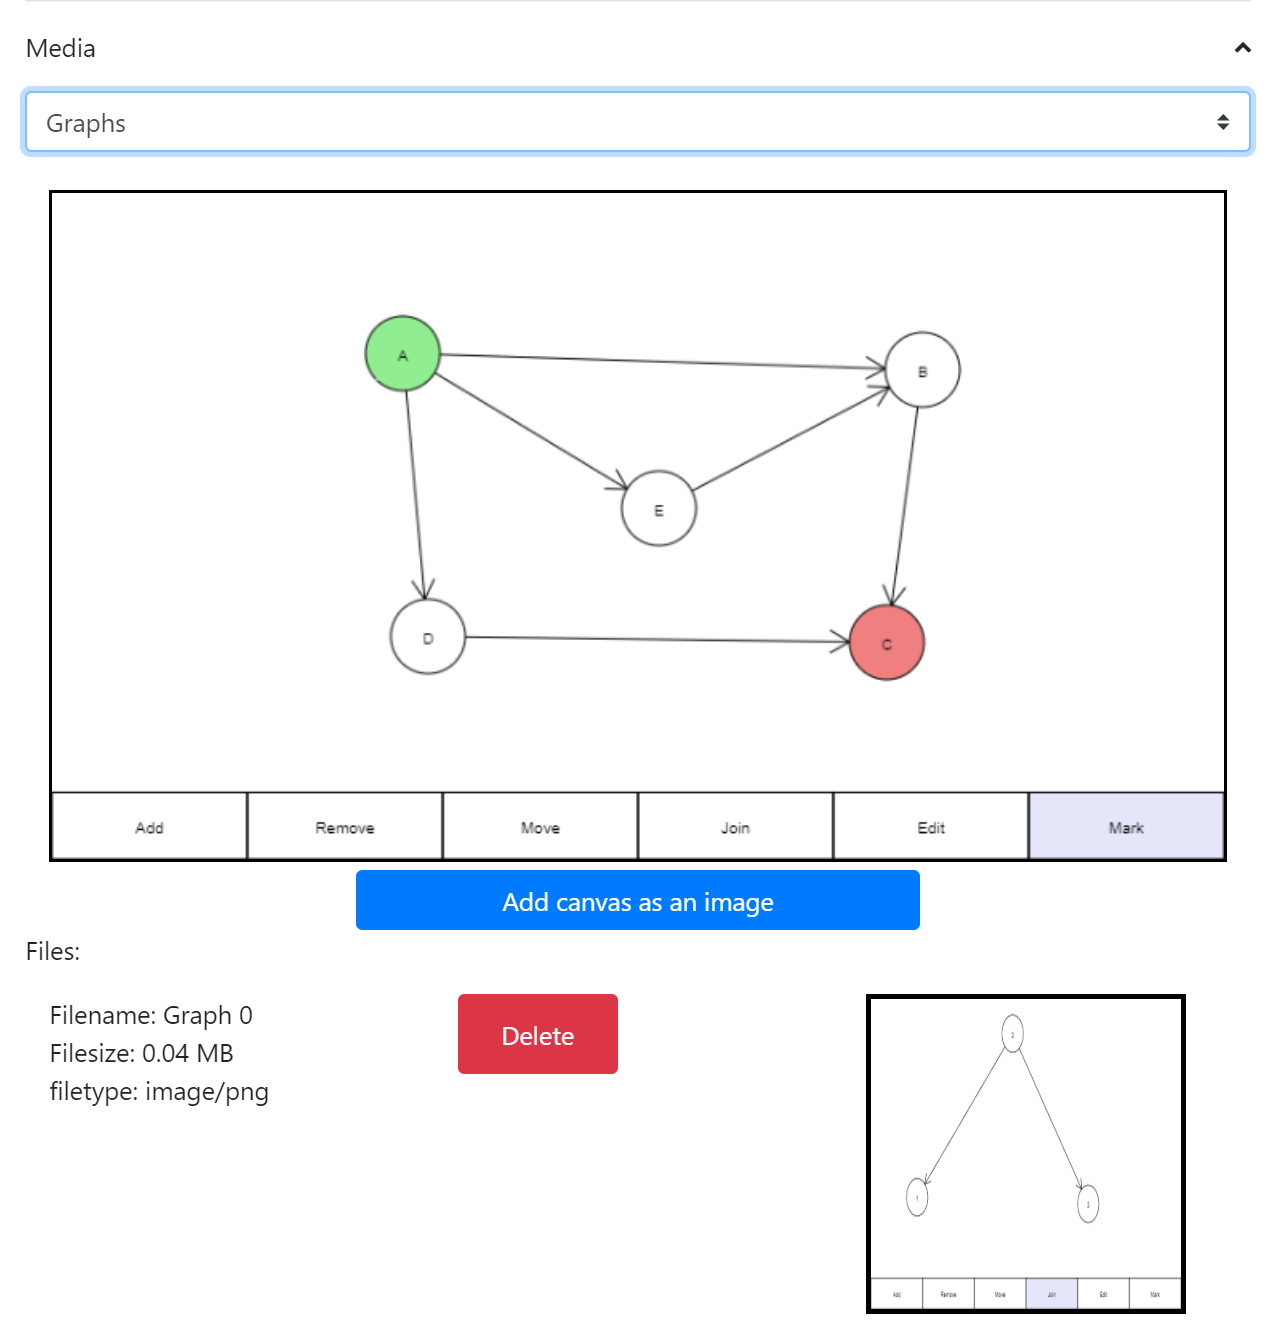 Media
Graphs
A
B
E
D
C
Add Remove Move Join Edit Mark
Add canvas as an image
Files:
Filename: Graph 0
Filesize: 0.04 MB
filetype: image/png
Delete
2
1
3
Add Remove Move Join Edit Mark